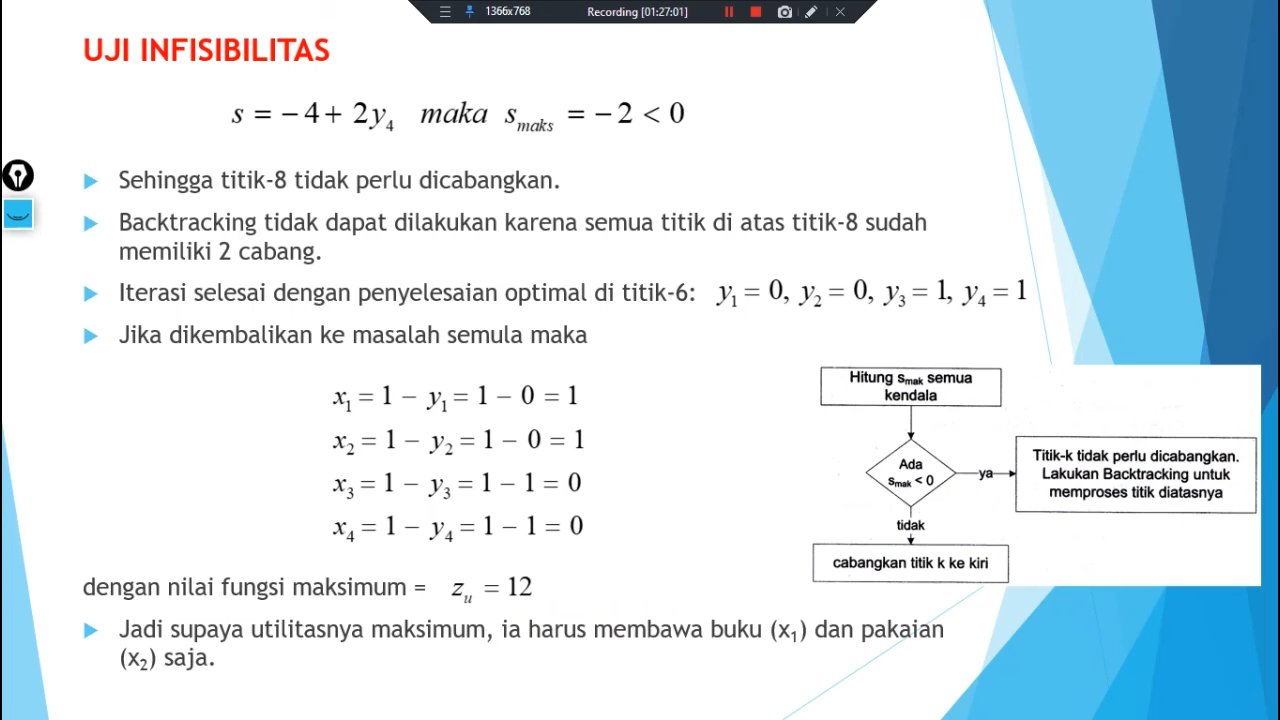 1366x768 Recording [01:27:01]
UJI INFISIBILITAS
s = − 4 + 2y₄ maka s_maks = − 2 < 0
Sehingga titik-8 tidak perlu dicabangkan.
Backtracking tidak dapat dilakukan karena semua titik di atas titik-8 sudah
memiliki 2 cabang.
Iterasi selesai dengan penyelesaian optimal di titik-6: y₁ = 0, y₂ = 0, y₃ = 1, y₄ = 1
Jika dikembalikan ke masalah semula maka
x₁ = 1 − y₁ = 1 − 0 = 1
x₂ = 1 − y₂ = 1 − 0 = 1
x₃ = 1 − y₃ = 1 − 1 = 0
x₄ = 1 − y₄ = 1 − 1 = 0
Hitung s_mak semua
kendala
Ada
s_mak < 0
ya
Titik-k tidak perlu dicabangkan.
Lakukan Backtracking untuk
memproses titik diatasnya
tidak
cabangkan titik k ke kiri
dengan nilai fungsi maksimum = z_u = 12
Jadi supaya utilitasnya maksimum, ia harus membawa buku (x₁) dan pakaian
(x₂) saja.